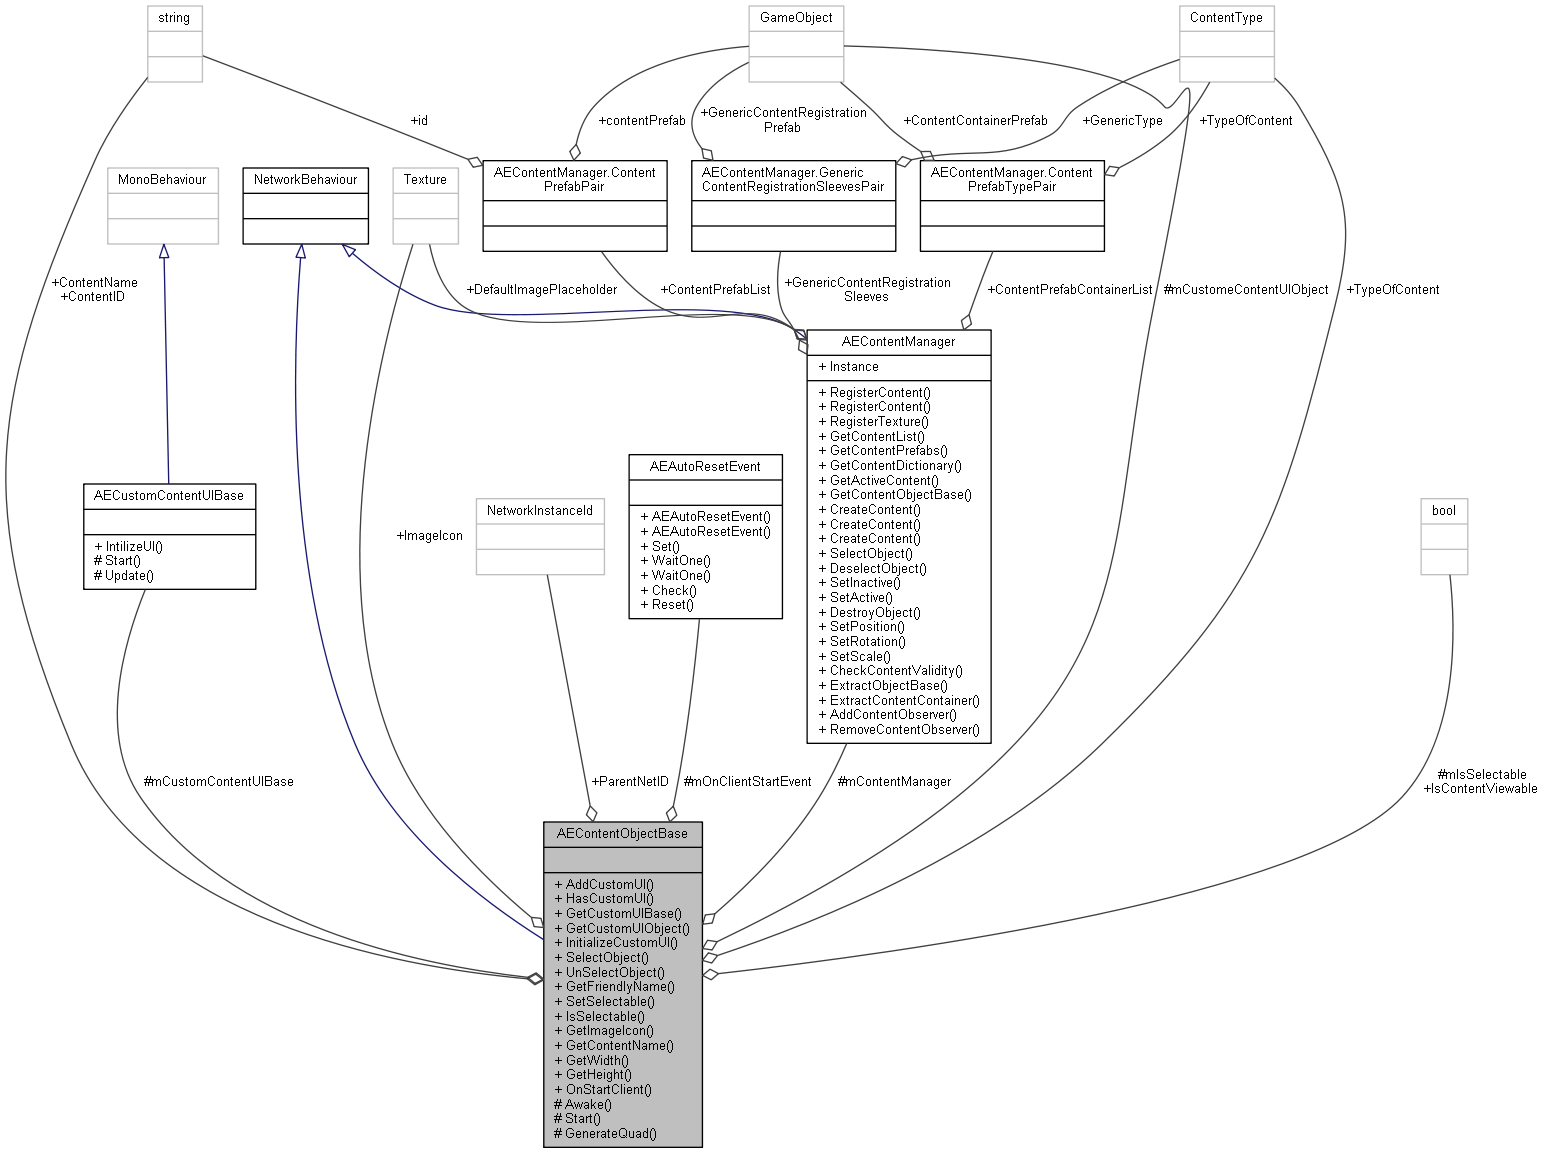 string
GameObject
ContentType
+id
+contentPrefab
+GenericContentRegistration
Prefab
+ContentContainerPrefab
+GenericType
+TypeOfContent
MonoBehaviour
NetworkBehaviour
Texture
AEContentManager.Content
PrefabPair
AEContentManager.Generic
ContentRegistrationSleevesPair
AEContentManager.Content
PrefabTypePair
+ContentName
+ContentID
+DefaultImagePlaceholder
+ContentPrefabList
+GenericContentRegistration
Sleeves
+ContentPrefabContainerList
#mCustomeContentUIObject
+TypeOfContent
AEContentManager
+ Instance
+ RegisterContent()
+ RegisterContent()
+ RegisterTexture()
+ GetContentList()
+ GetContentPrefabs()
+ GetContentDictionary()
+ GetActiveContent()
+ GetContentObjectBase()
+ CreateContent()
+ CreateContent()
+ CreateContent()
+ SelectObject()
+ DeselectObject()
+ SetInactive()
+ SetActive()
+ DestroyObject()
+ SetPosition()
+ SetRotation()
+ SetScale()
+ CheckContentValidity()
+ ExtractObjectBase()
+ ExtractContentContainer()
+ AddContentObserver()
+ RemoveContentObserver()
AECustomContentUIBase
+ IntilizeUI()
# Start()
# Update()
+ImageIcon
NetworkInstanceId
AEAutoResetEvent
+ AEAutoResetEvent()
+ AEAutoResetEvent()
+ Set()
+ WaitOne()
+ WaitOne()
+ Check()
+ Reset()
bool
#mCustomContentUIBase
+ParentNetID
#mOnClientStartEvent
#mContentManager
#mIsSelectable
+IsContentViewable
AEContentObjectBase
+ AddCustomUI()
+ HasCustomUI()
+ GetCustomUIBase()
+ GetCustomUIObject()
+ InitializeCustomUI()
+ SelectObject()
+ UnSelectObject()
+ GetFriendlyName()
+ SetSelectable()
+ IsSelectable()
+ GetImageIcon()
+ GetContentName()
+ GetWidth()
+ GetHeight()
+ OnStartClient()
# Awake()
# Start()
# GenerateQuad()